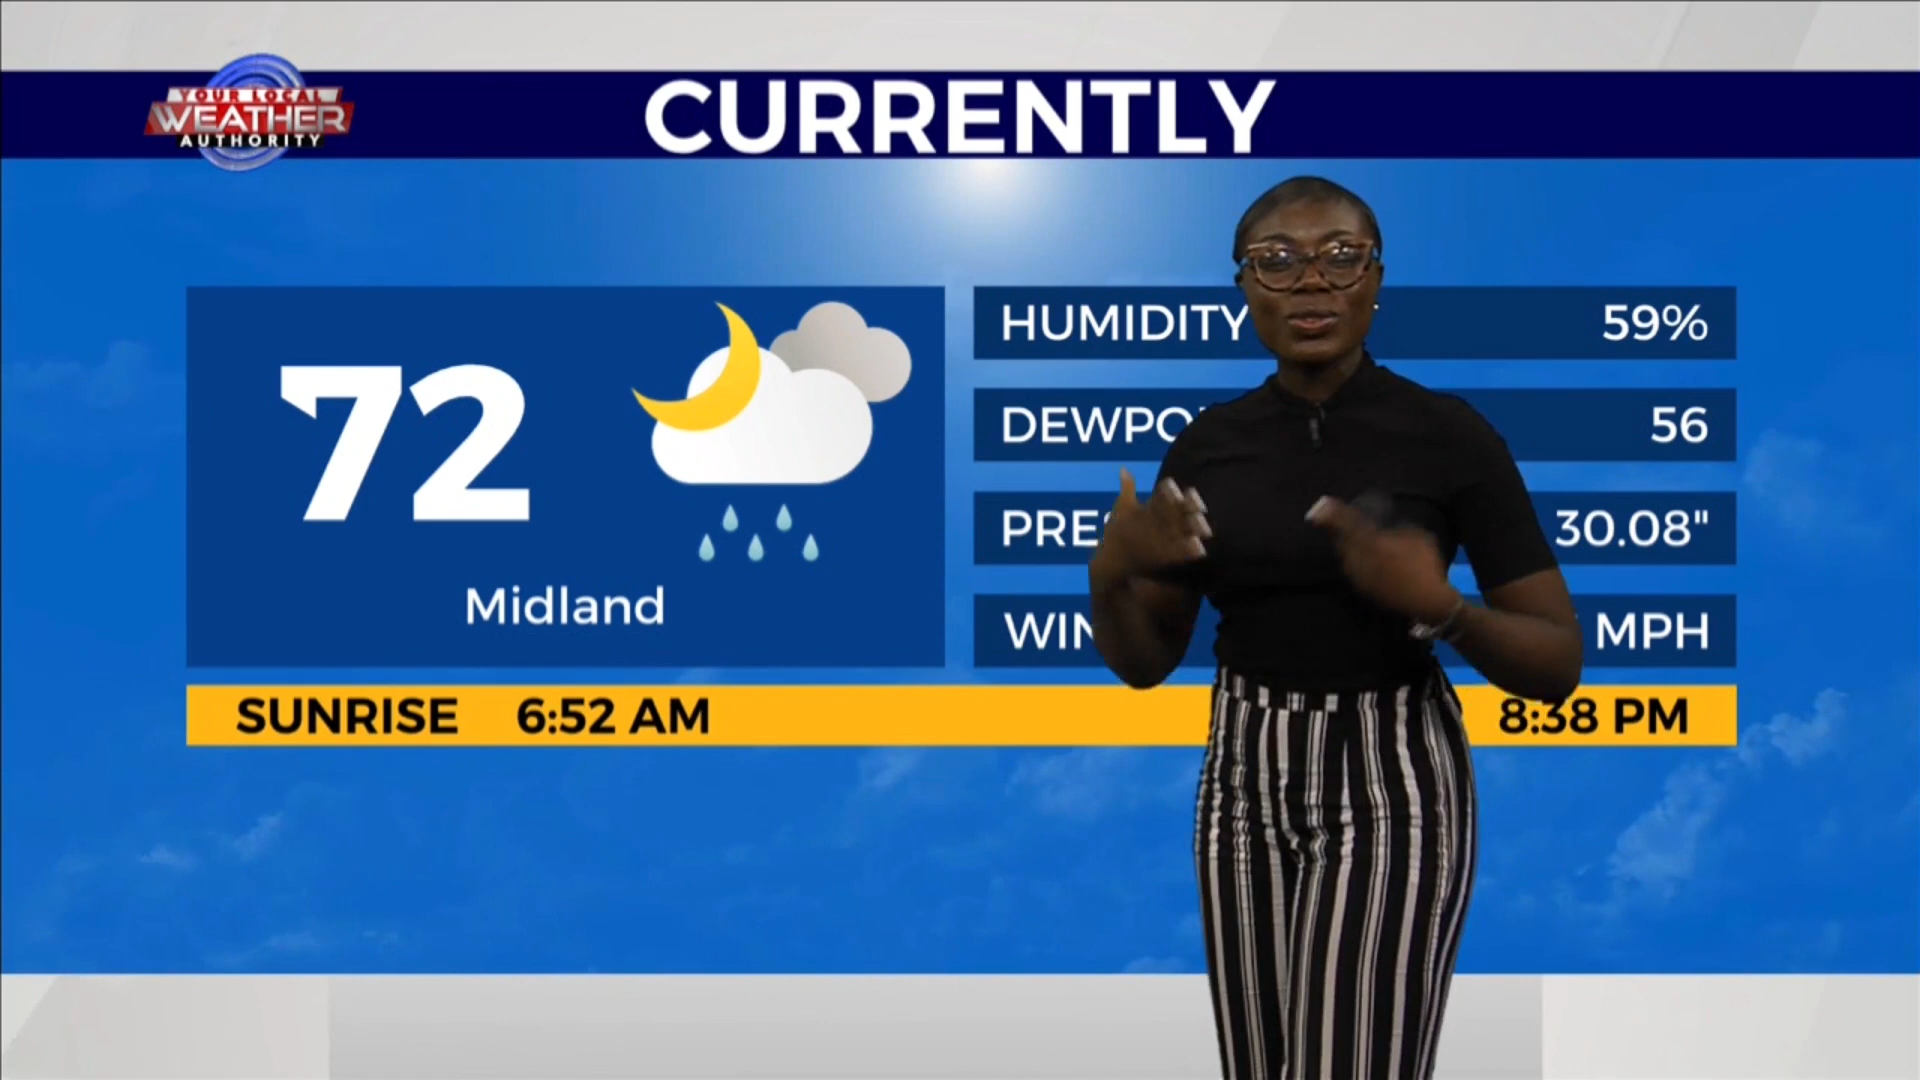 YOUR LOCAL
WEATHER
AUTHORITY
CURRENTLY
72
Midland
HUMIDITY 59%
56
30.08"
MPH
SUNRISE 6:52 AM 8:38 PM